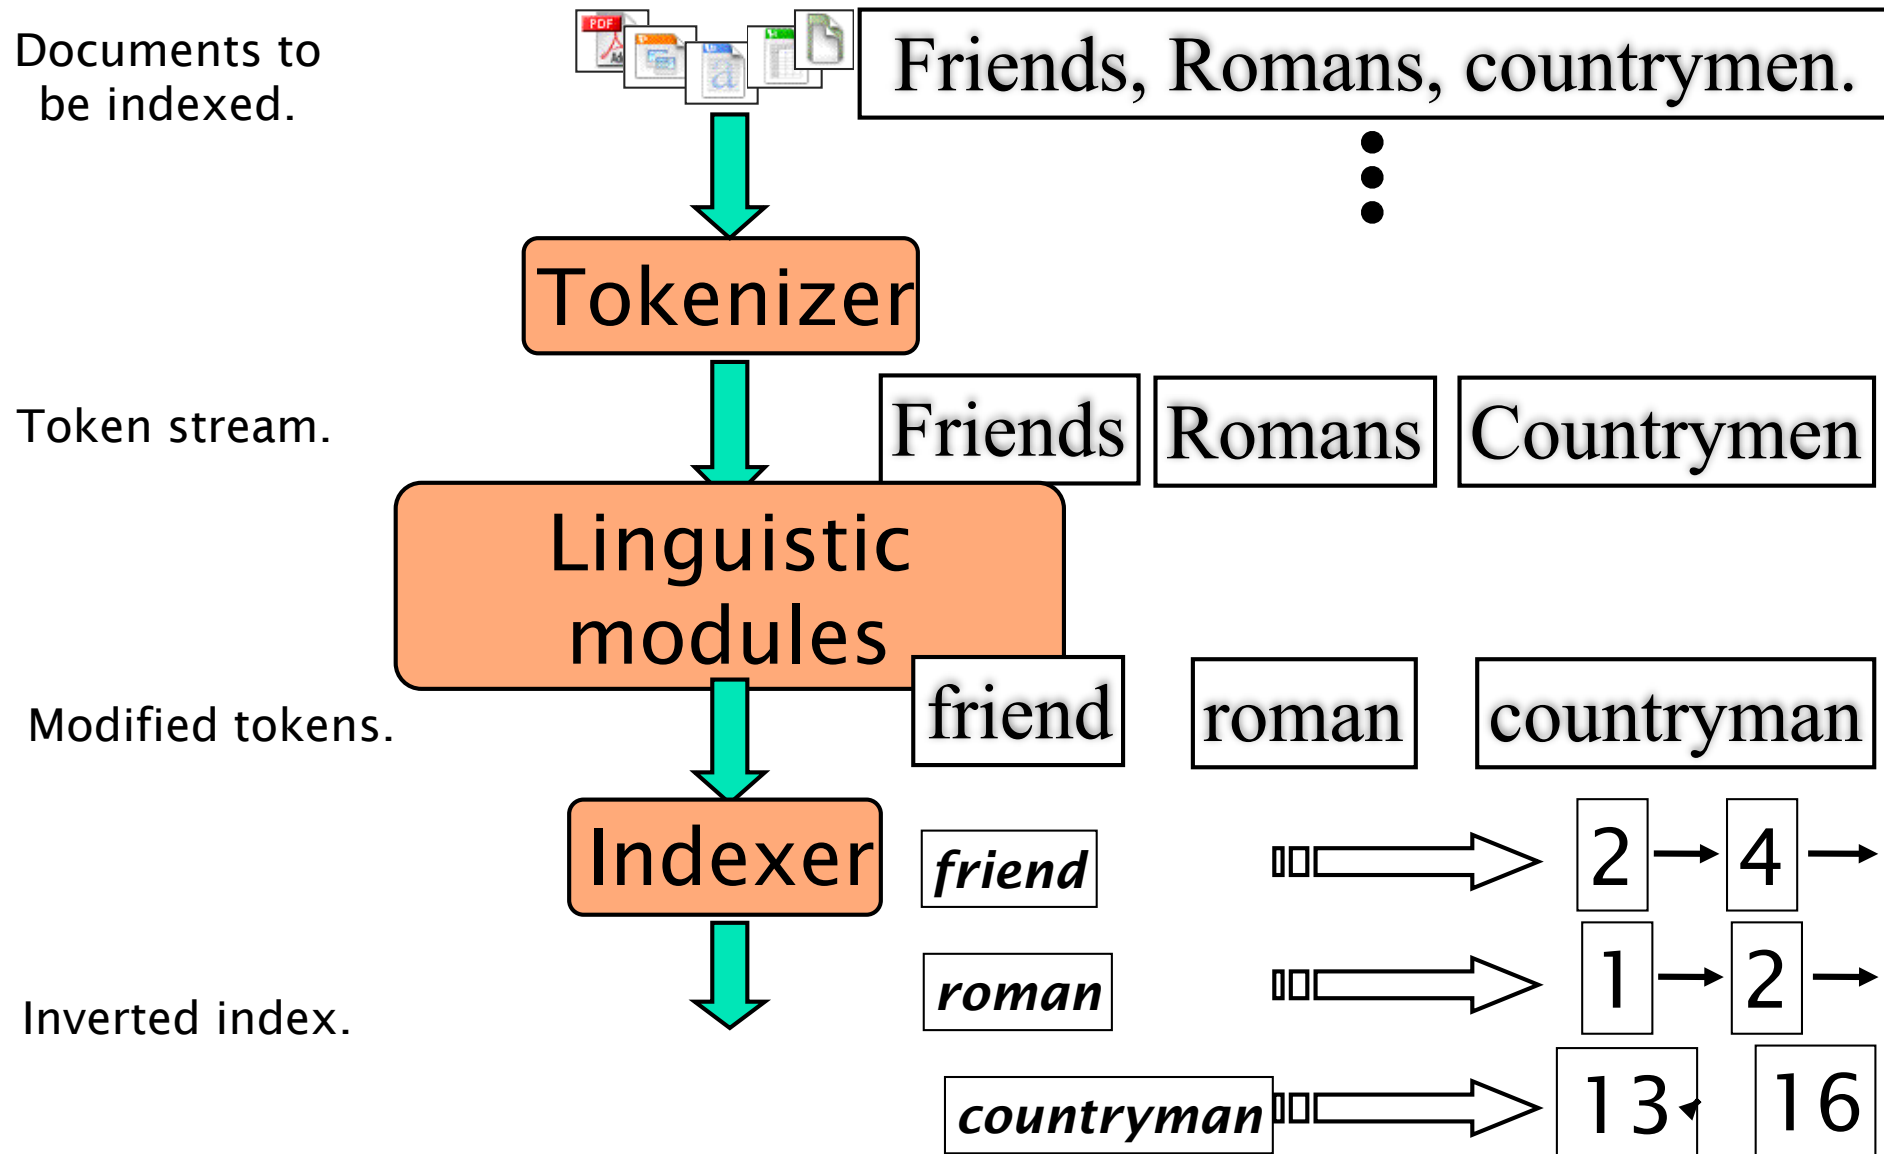 Documents to
be indexed.
PDF
a
Friends, Romans, countrymen.
Tokenizer
Token stream.
Friends Romans Countrymen
Linguistic
modules
Modified tokens.
friend roman countryman
Indexer
friend 2 4
roman 1 2
Inverted index.
countryman 13 16